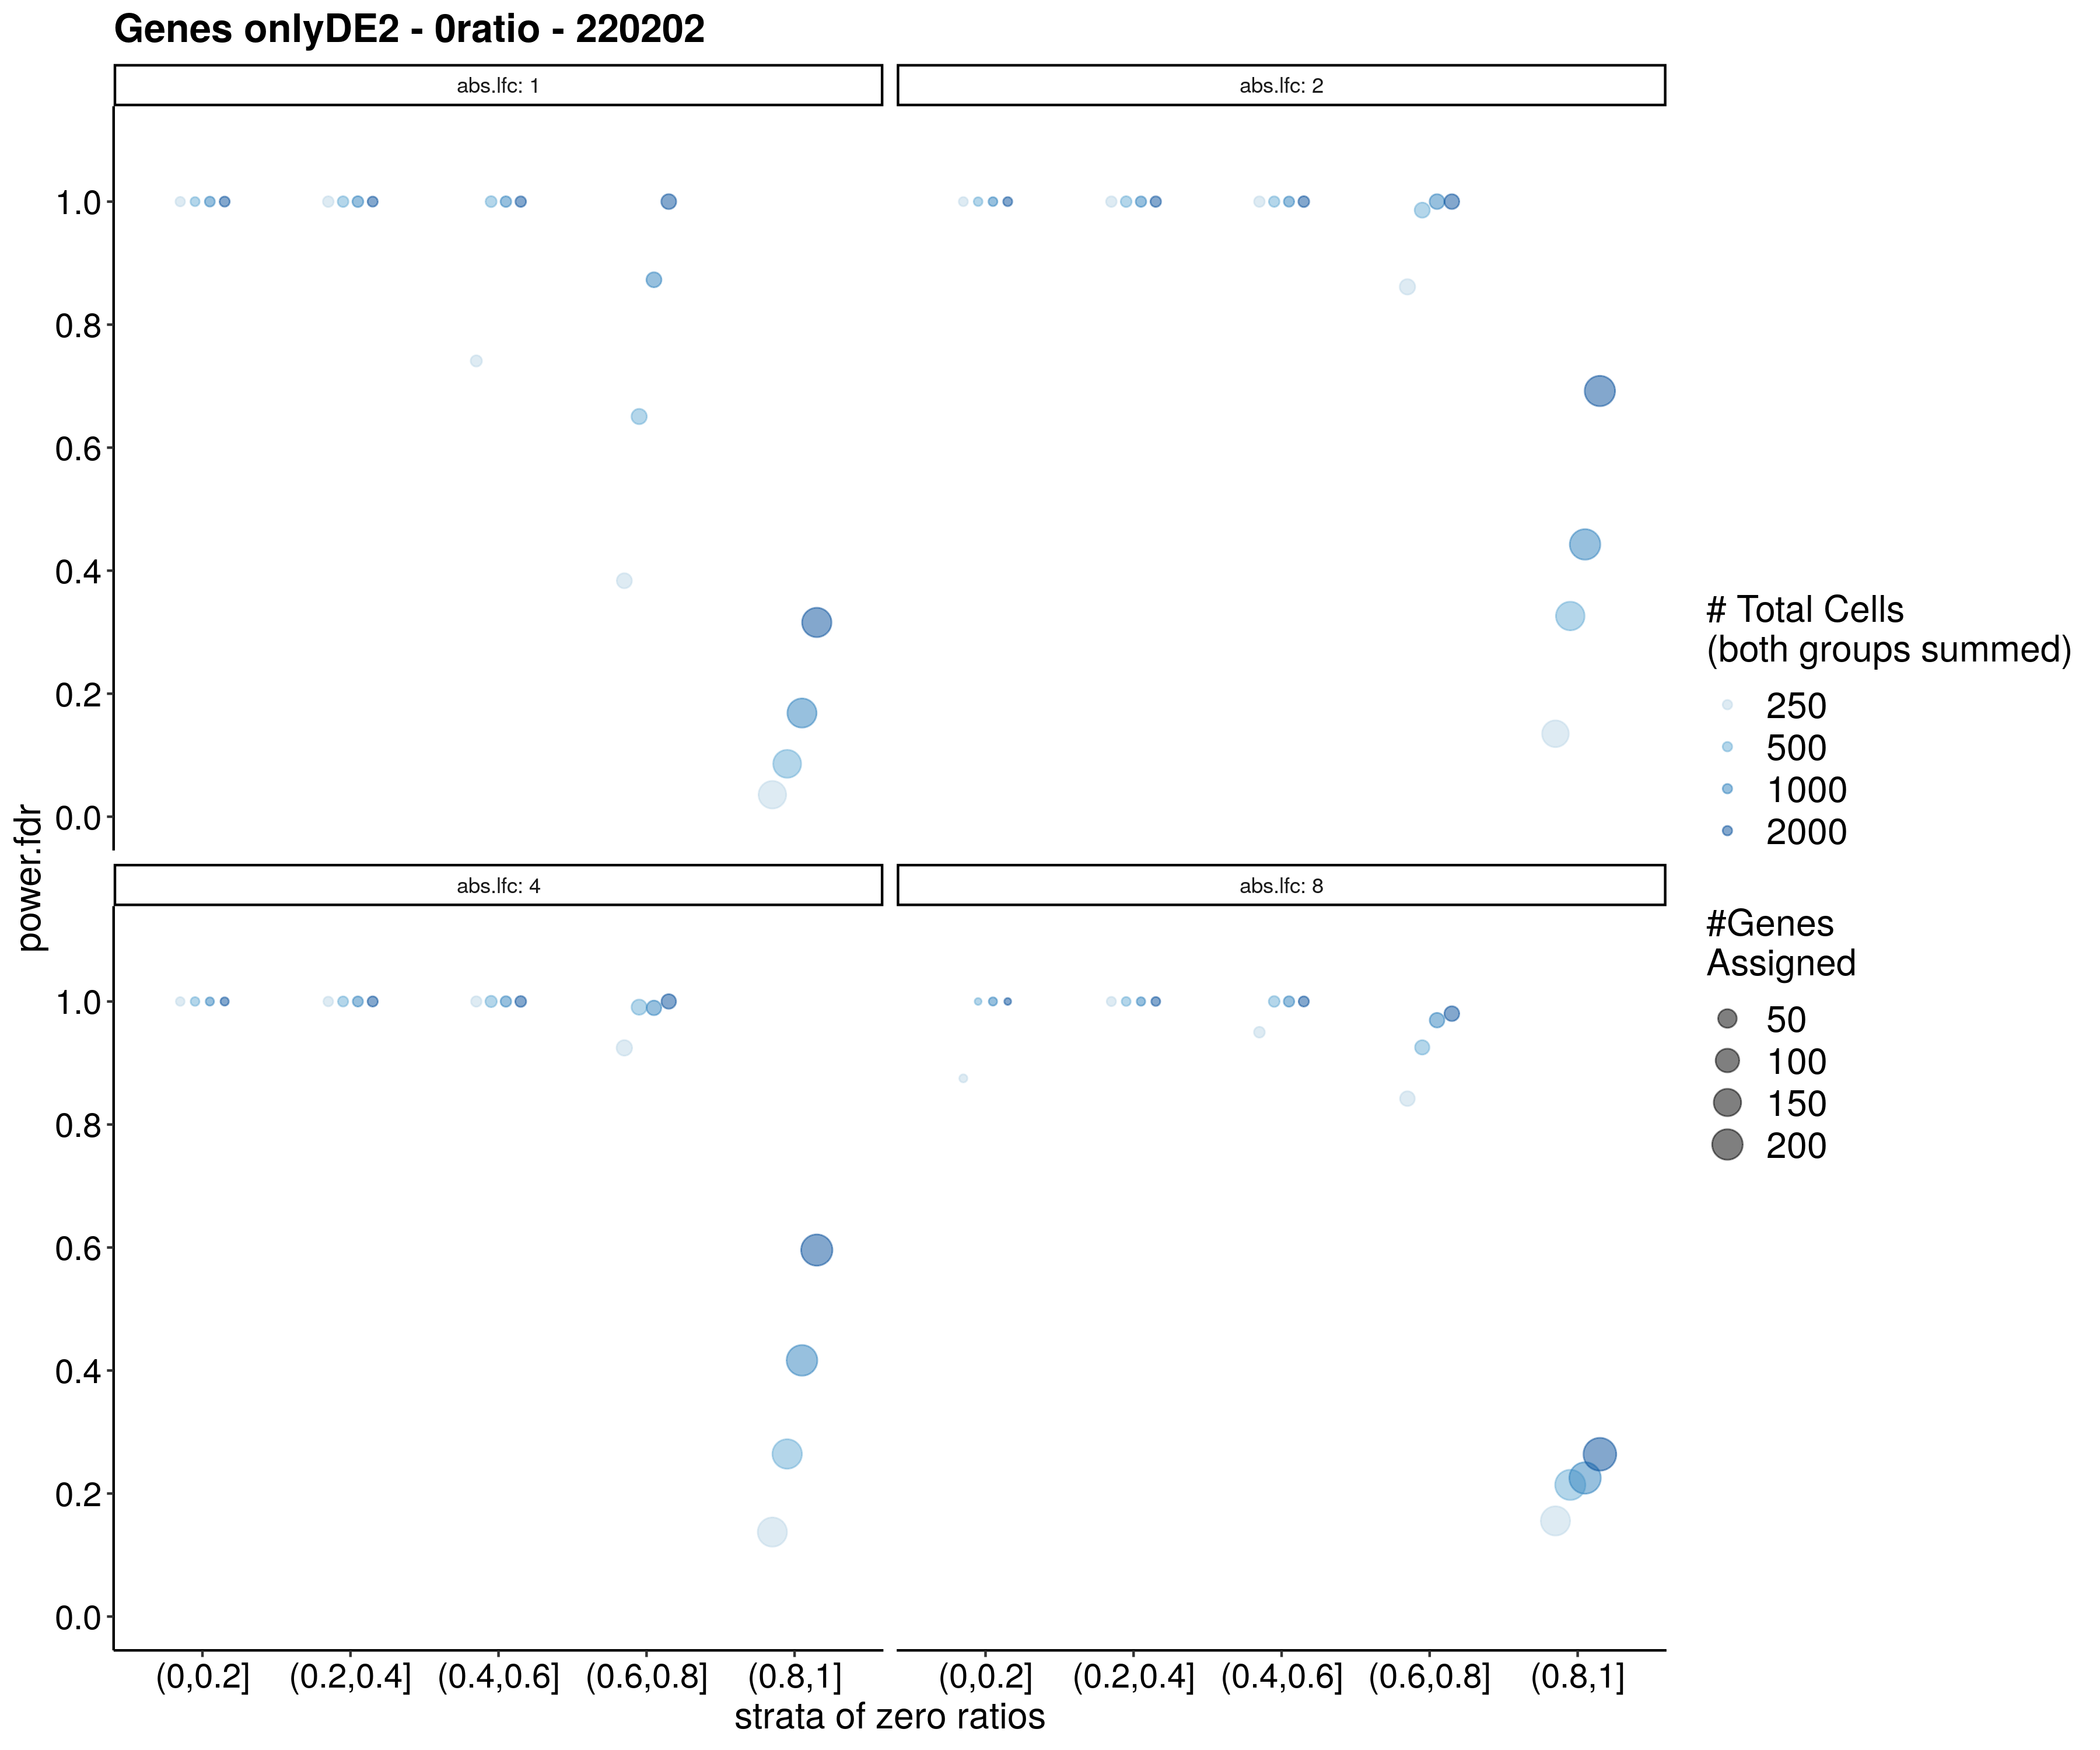 Genes onlyDE2 - 0ratio - 220202
abs.lfc: 1
abs.lfc: 2
1.0
0.8
0.6
0.4
0.2
0.0
abs.lfc: 4
abs.lfc: 8
1.0
0.8
0.6
0.4
0.2
0.0
power.fdr
(0,0.2] (0.2,0.4] (0.4,0.6] (0.6,0.8] (0.8,1]
(0,0.2] (0.2,0.4] (0.4,0.6] (0.6,0.8] (0.8,1]
strata of zero ratios
# Total Cells
(both groups summed)
250
500
1000
2000
#Genes
Assigned
50
100
150
200